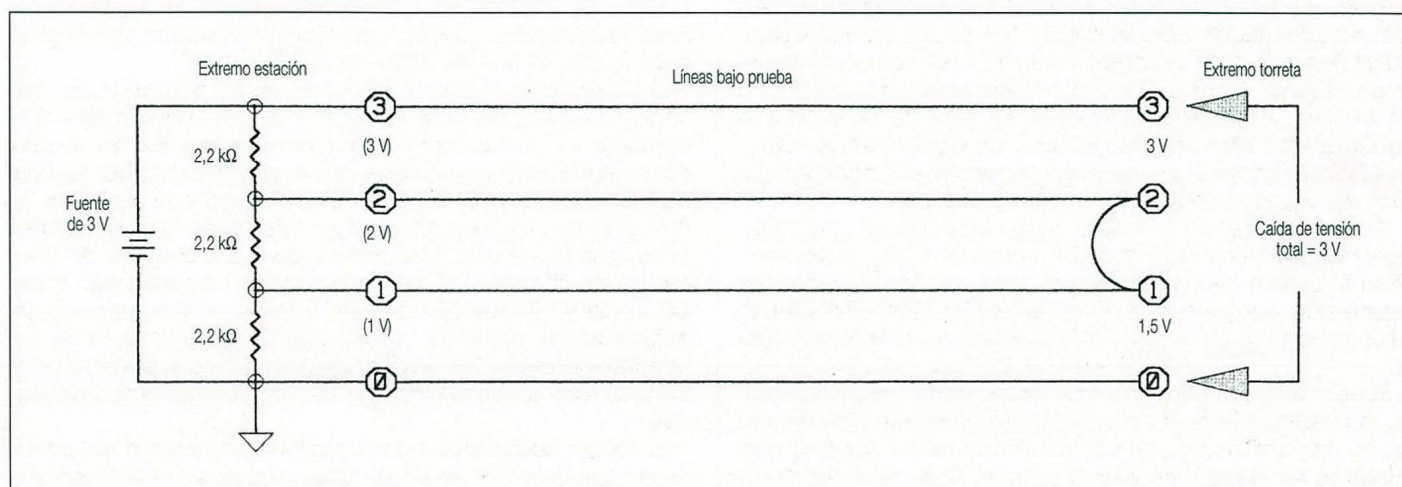 Extremo estación
Líneas bajo prueba
Extremo torreta
3
3
(3 V)
3 V
2,2 kΩ
2
2
Fuente
de 3 V
(2 V)
2,2 kΩ
Caída de tensión
total = 3 V
1
1
(1 V)
1,5 V
2,2 kΩ
0
0